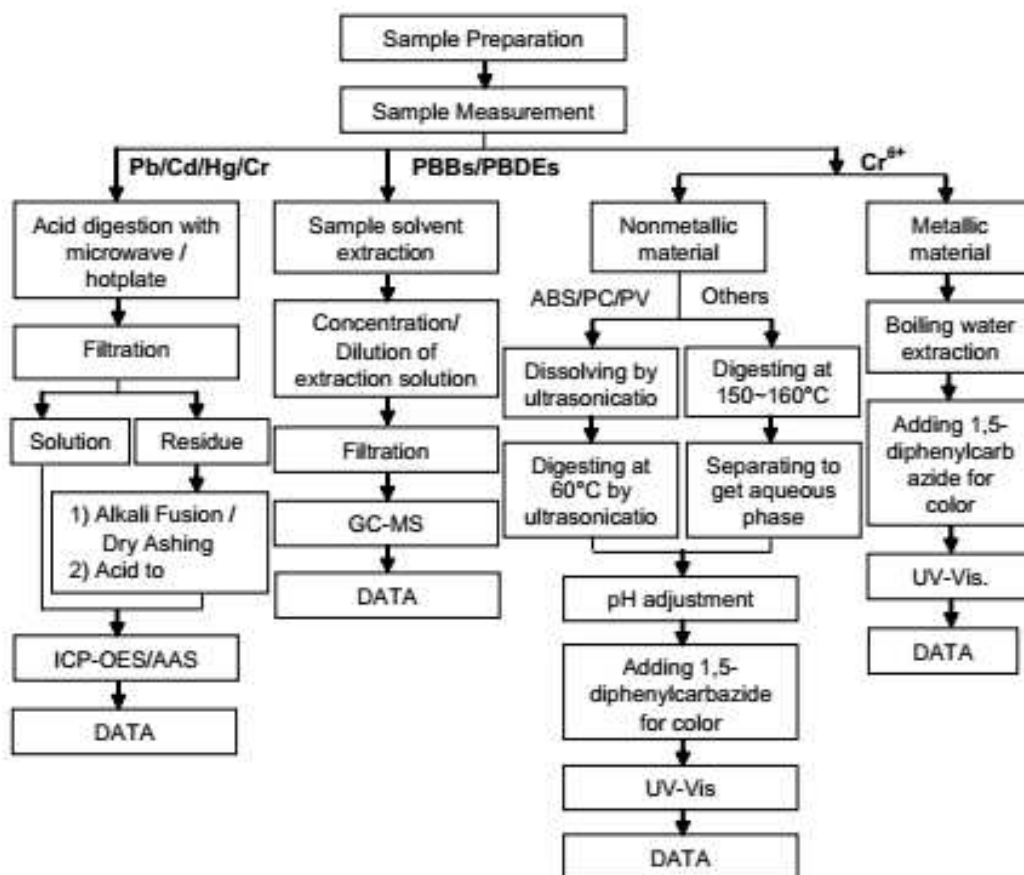 Sample Preparation
Sample Measurement
Pb/Cd/Hg/Cr
PBBs/PBDEs
Cr6+
Acid digestion with
microwave /
hotplate
Filtration
Solution
Residue
1) Alkali Fusion /
Dry Ashing
2) Acid to
ICP-OES/AAS
DATA
Sample solvent
extraction
Concentration/
Dilution of
extraction solution
Filtration
GC-MS
DATA
Nonmetallic
material
ABS/PC/PV
Others
Dissolving by
ultrasonicatio
Digesting at
60°C by
ultrasonicatio
Digesting at
150~160°C
Separating to
get aqueous
phase
pH adjustment
Adding 1,5-
diphenylcarbazide
for color
UV-Vis
DATA
Metallic
material
Boiling water
extraction
Adding 1,5-
diphenylcarb
azide for
color
UV-Vis.
DATA